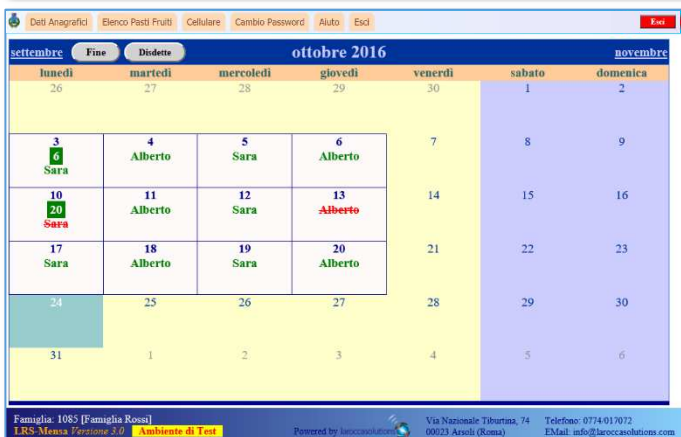 Dati Anagrafici Elenco Pasti Fruiti Cellulare Cambio Password Aiuto Esci Esci
settembre Fine Disdette ottobre 2016 novembre
lunedì martedì mercoledì giovedì venerdì sabato domenica
26 27 28 29 30 1 2
3 4 5 6 7 8 9
6 Alberto Sara Alberto
Sara
10 11 12 13 14 15 16
20 Alberto Sara Alberto
Sara
17 18 19 20 21 22 23
Sara Alberto Sara Alberto
24 25 26 27 28 29 30
31 1 2 3 4 5 6
Famiglia: 1085 [Famiglia Rossi] Via Nazionale Tiburtina, 74 Telefono: 0774/017072
LRS-Mensa Versione 3.0 Ambiente di Test Powered by laroccasolutions 00023 Arsoli (Roma) EMail: info@laroccasolutions.com